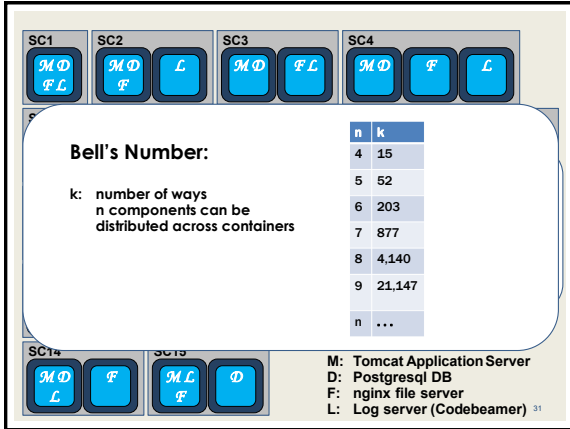 SC1 SC2 SC3 SC4
M D M D L M D F L M D F L
F L F
Bell's Number:
k: number of ways
n components can be
distributed across containers
n k
4 15
5 52
6 203
7 877
8 4,140
9 21,147
n ...
SC14 SC15
M D F M L D
L F
M: Tomcat Application Server
D: Postgresql DB
F: nginx file server
L: Log server (Codebeamer) 31